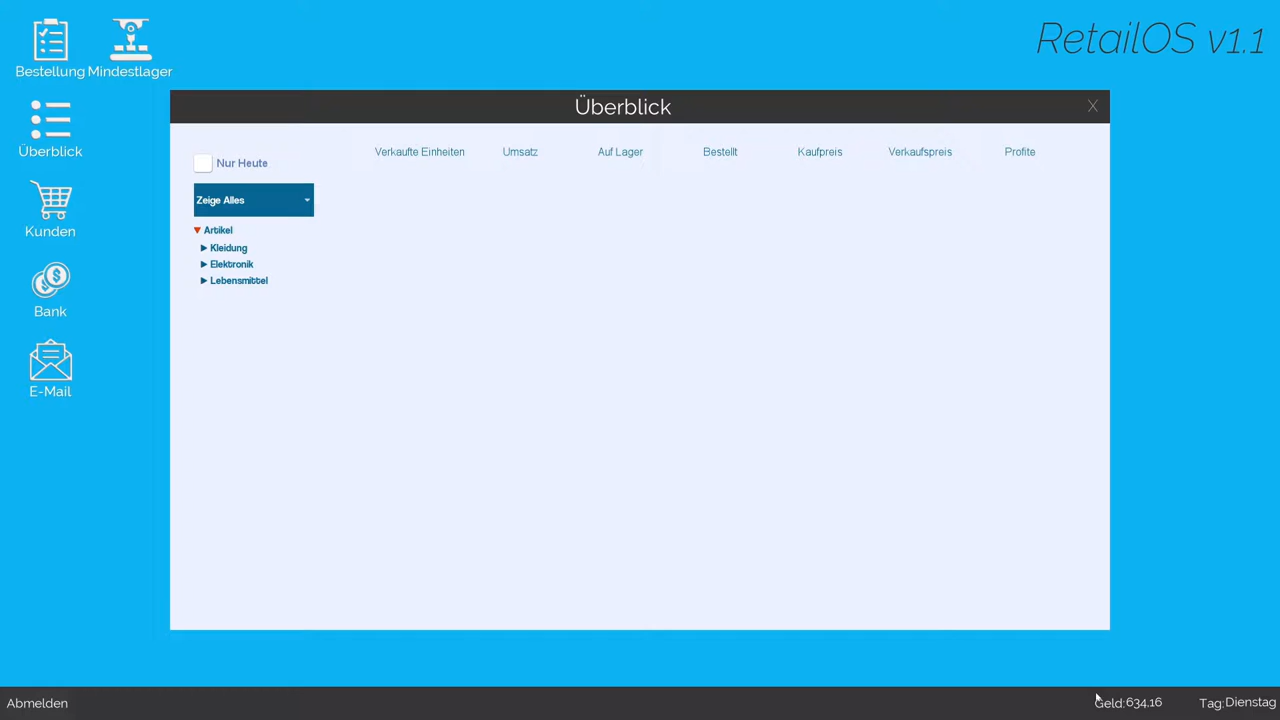 RetailOS v1.1
Bestellung Mindestlager
Überblick
Kunden
Bank
E-Mail
Überblick X
Nur Heute
Zeige Alles
Artikel
Kleidung
Elektronik
Lebensmittel
Verkaufte Einheiten Umsatz Auf Lager Bestellt Kaufpreis Verkaufspreis Profite
Abmelden Geld: 634,16 Tag: Dienstag